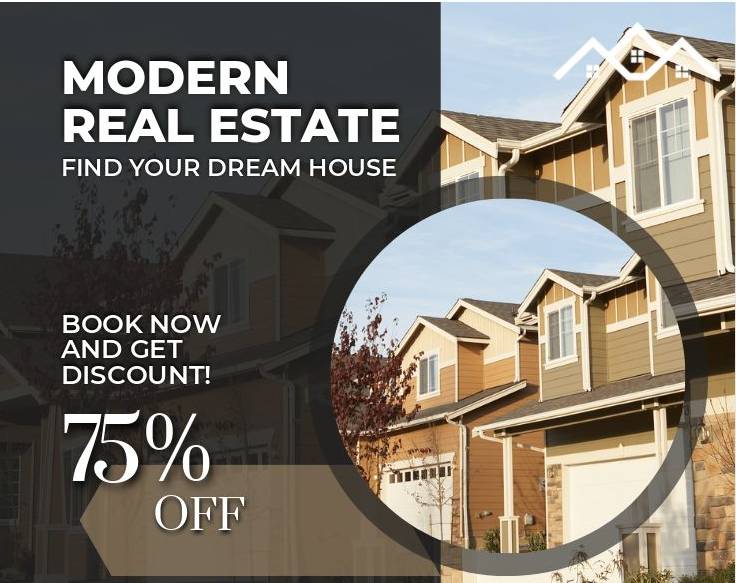 MODERN
REAL ESTATE
FIND YOUR DREAM HOUSE
BOOK NOW
AND GET
DISCOUNT!
75%
OFF